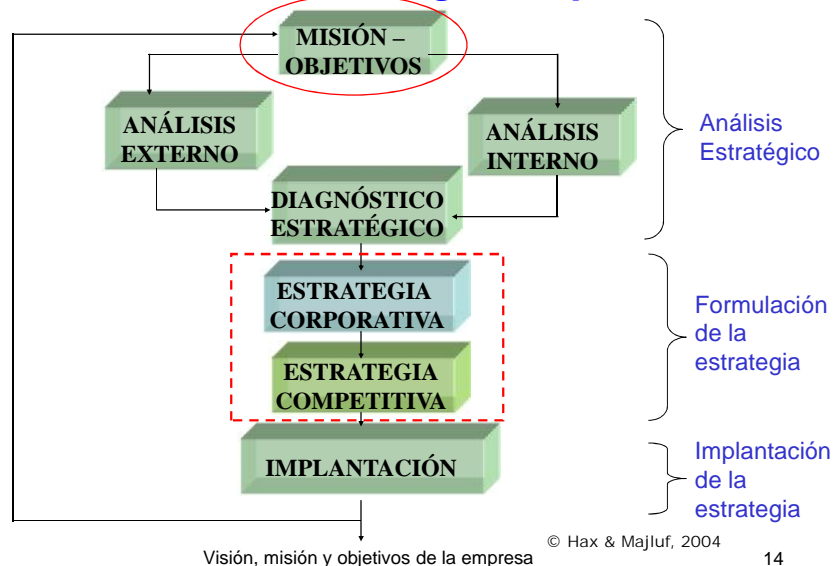 MISIÓN –
OBJETIVOS
ANÁLISIS
EXTERNO
ANÁLISIS
INTERNO
Análisis
Estratégico
DIAGNÓSTICO
ESTRATÉGICO
ESTRATEGIA
CORPORATIVA
ESTRATEGIA
COMPETITIVA
Formulación
de la
estrategia
IMPLANTACIÓN
Implantación
de la
estrategia
© Hax & Majluf, 2004
Visión, misión y objetivos de la empresa
14